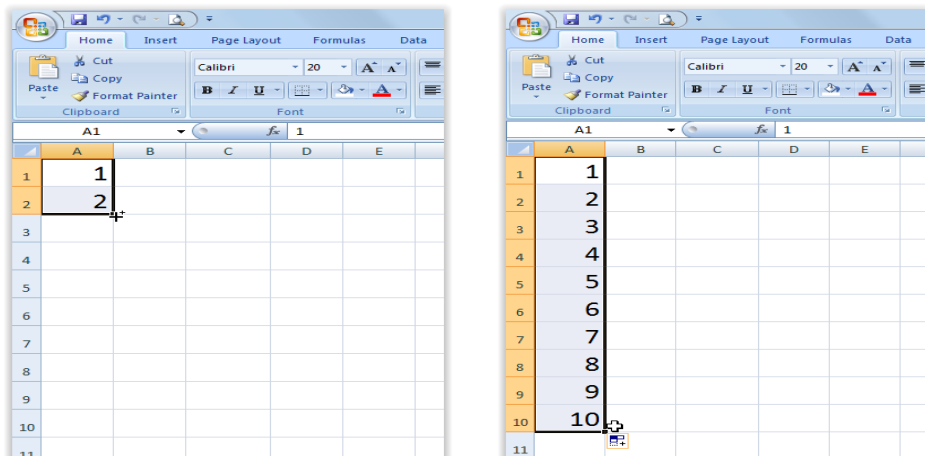 Home Insert Page Layout Formulas Data
Cut
Copy
Format Painter
Paste
Calibri 20 A A
B I U A
Clipboard Font
A1 fx 1
A B C D E
1 1
2 2
3
4
5
6
7
8
9
10
11
Home Insert Page Layout Formulas Data
Cut
Copy
Format Painter
Paste
Calibri 20 A A
B I U A
Clipboard Font
A1 fx 1
A B C D E
1 1
2 2
3 3
4 4
5 5
6 6
7 7
8 8
9 9
10 10
11